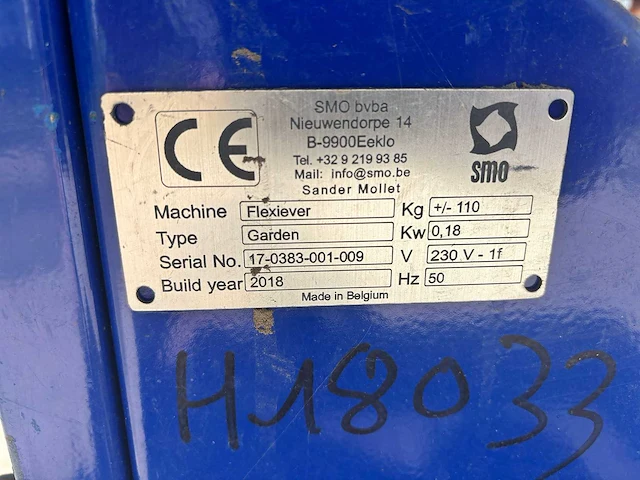 CE
SMO bvba
Nieuwendorpe 14
B-9900Eeklo
Tel. +32 9 219 93 85
Mail: info@smo.be
Sander Mollet
smo
Machine Flexiever Kg +/- 110
Type Garden Kw 0,18
Serial No. 17-0383-001-009 V 230 V - 1f
Build year 2018 Hz 50
Made in Belgium
H18033